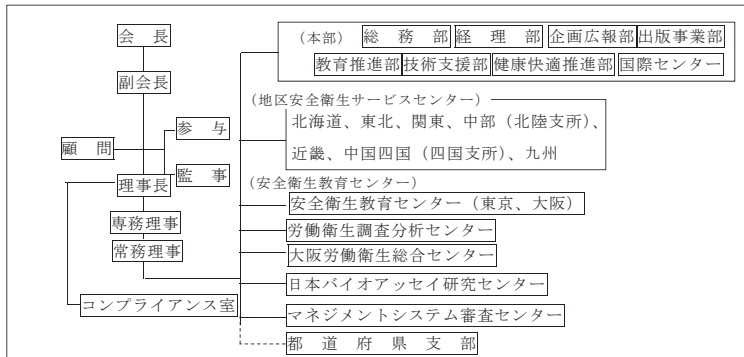 会長
副会長
顧問
参与
理事長
監事
専務理事
常務理事
コンプライアンス室
（本部） 総務部 経理部 企画広報部 出版事業部
教育推進部 技術支援部 健康快適推進部 国際センター
（地区安全衛生サービスセンター）
北海道、東北、関東、中部（北陸支所）、
近畿、中国四国（四国支所）、九州
（安全衛生教育センター）
安全衛生教育センター（東京、大阪）
労働衛生調査分析センター
大阪労働衛生総合センター
日本バイオアッセイ研究センター
マネジメントシステム審査センター
都道府県支部